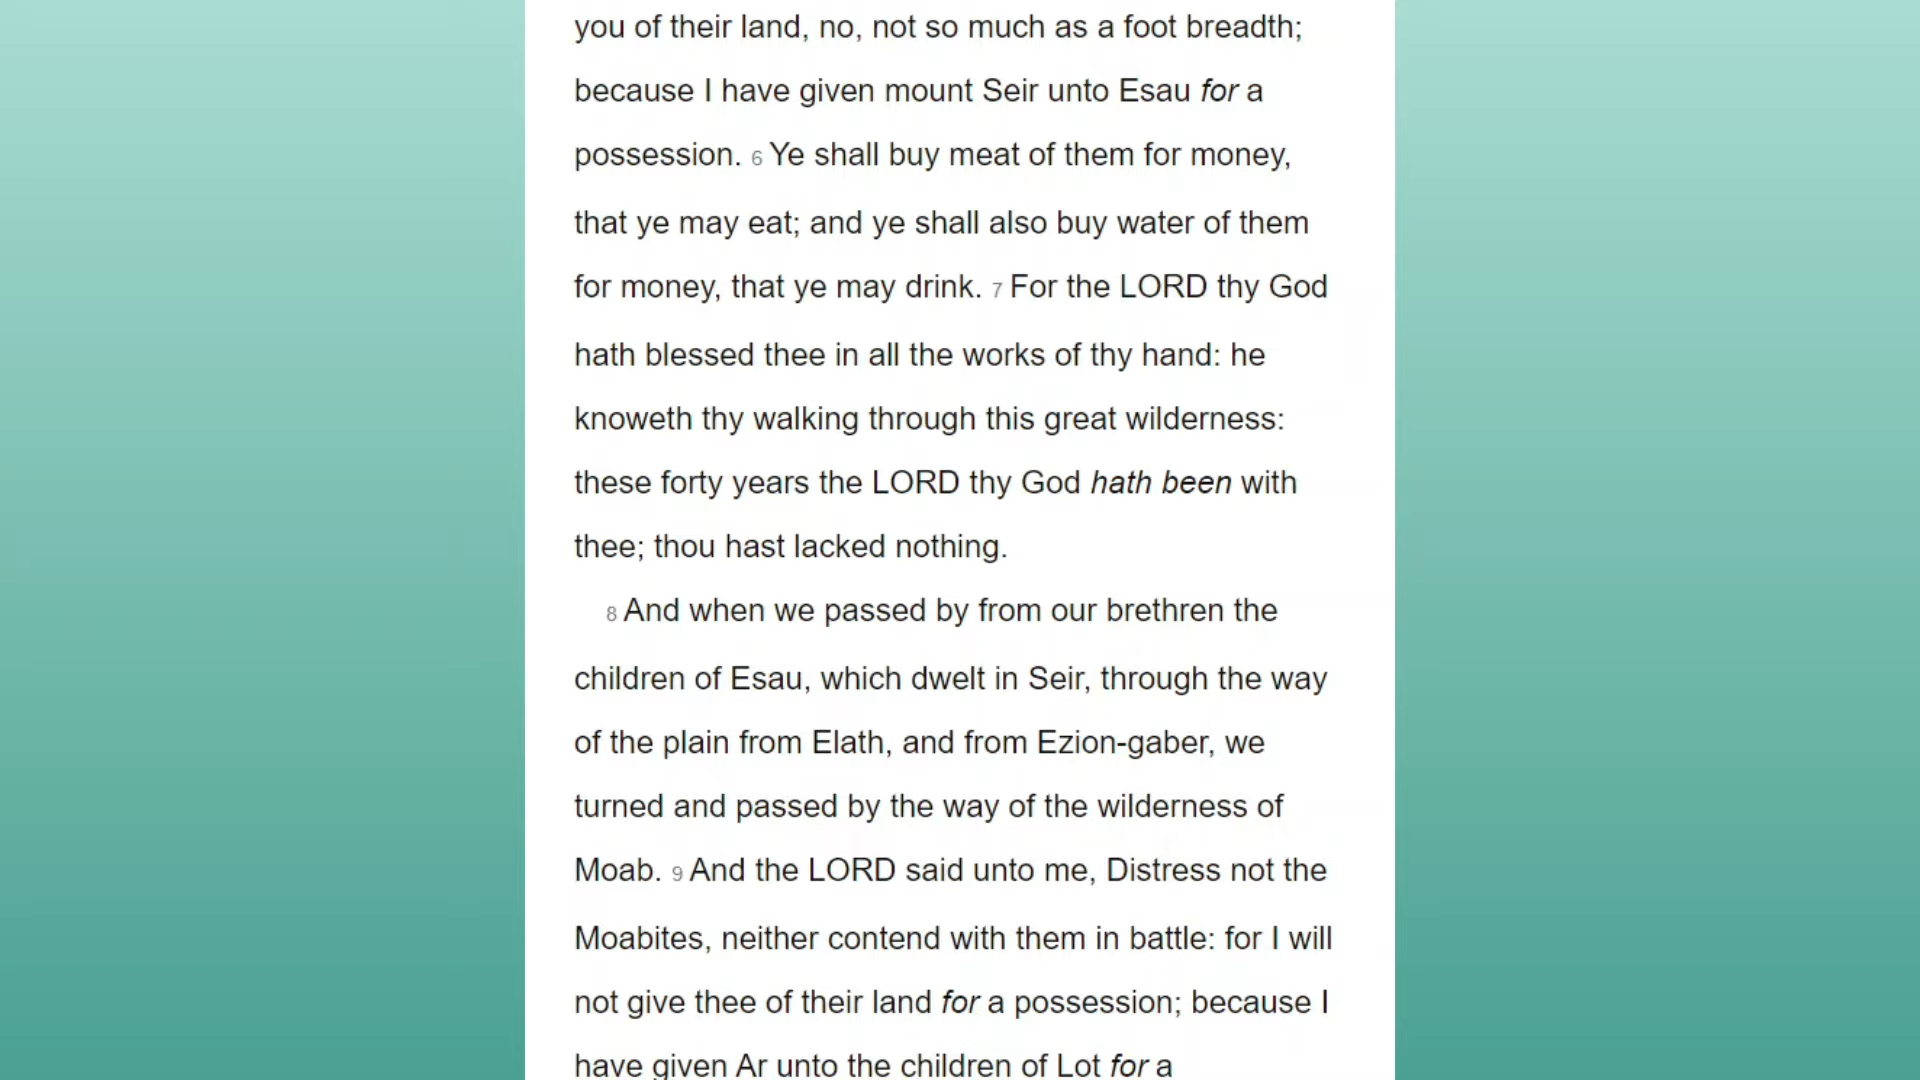 you of their land, no, not so much as a foot breadth;
because I have given mount Seir unto Esau for a
possession. 6 Ye shall buy meat of them for money,
that ye may eat; and ye shall also buy water of them
for money, that ye may drink. 7 For the LORD thy God
hath blessed thee in all the works of thy hand: he
knoweth thy walking through this great wilderness:
these forty years the LORD thy God hath been with
thee; thou hast lacked nothing.
8 And when we passed by from our brethren the
children of Esau, which dwelt in Seir, through the way
of the plain from Elath, and from Ezion-gaber, we
turned and passed by the way of the wilderness of
Moab. 9 And the LORD said unto me, Distress not the
Moabites, neither contend with them in battle: for I will
not give thee of their land for a possession; because I
have given Ar unto the children of Lot for a